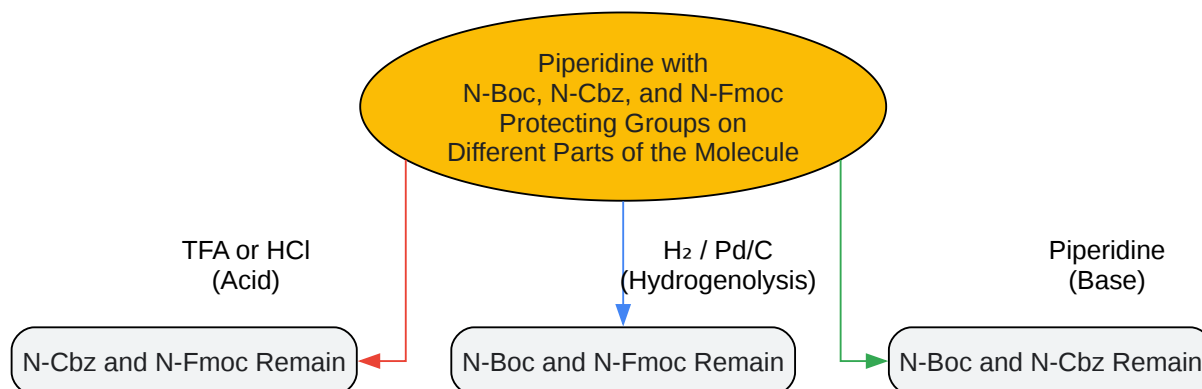 Piperidine with
N-Boc, N-Cbz, and N-Fmoc
Protecting Groups on
Different Parts of the Molecule
TFA or HCl
(Acid)
H₂ / Pd/C
(Hydrogenolysis)
Piperidine
(Base)
N-Cbz and N-Fmoc Remain
N-Boc and N-Fmoc Remain
N-Boc and N-Cbz Remain